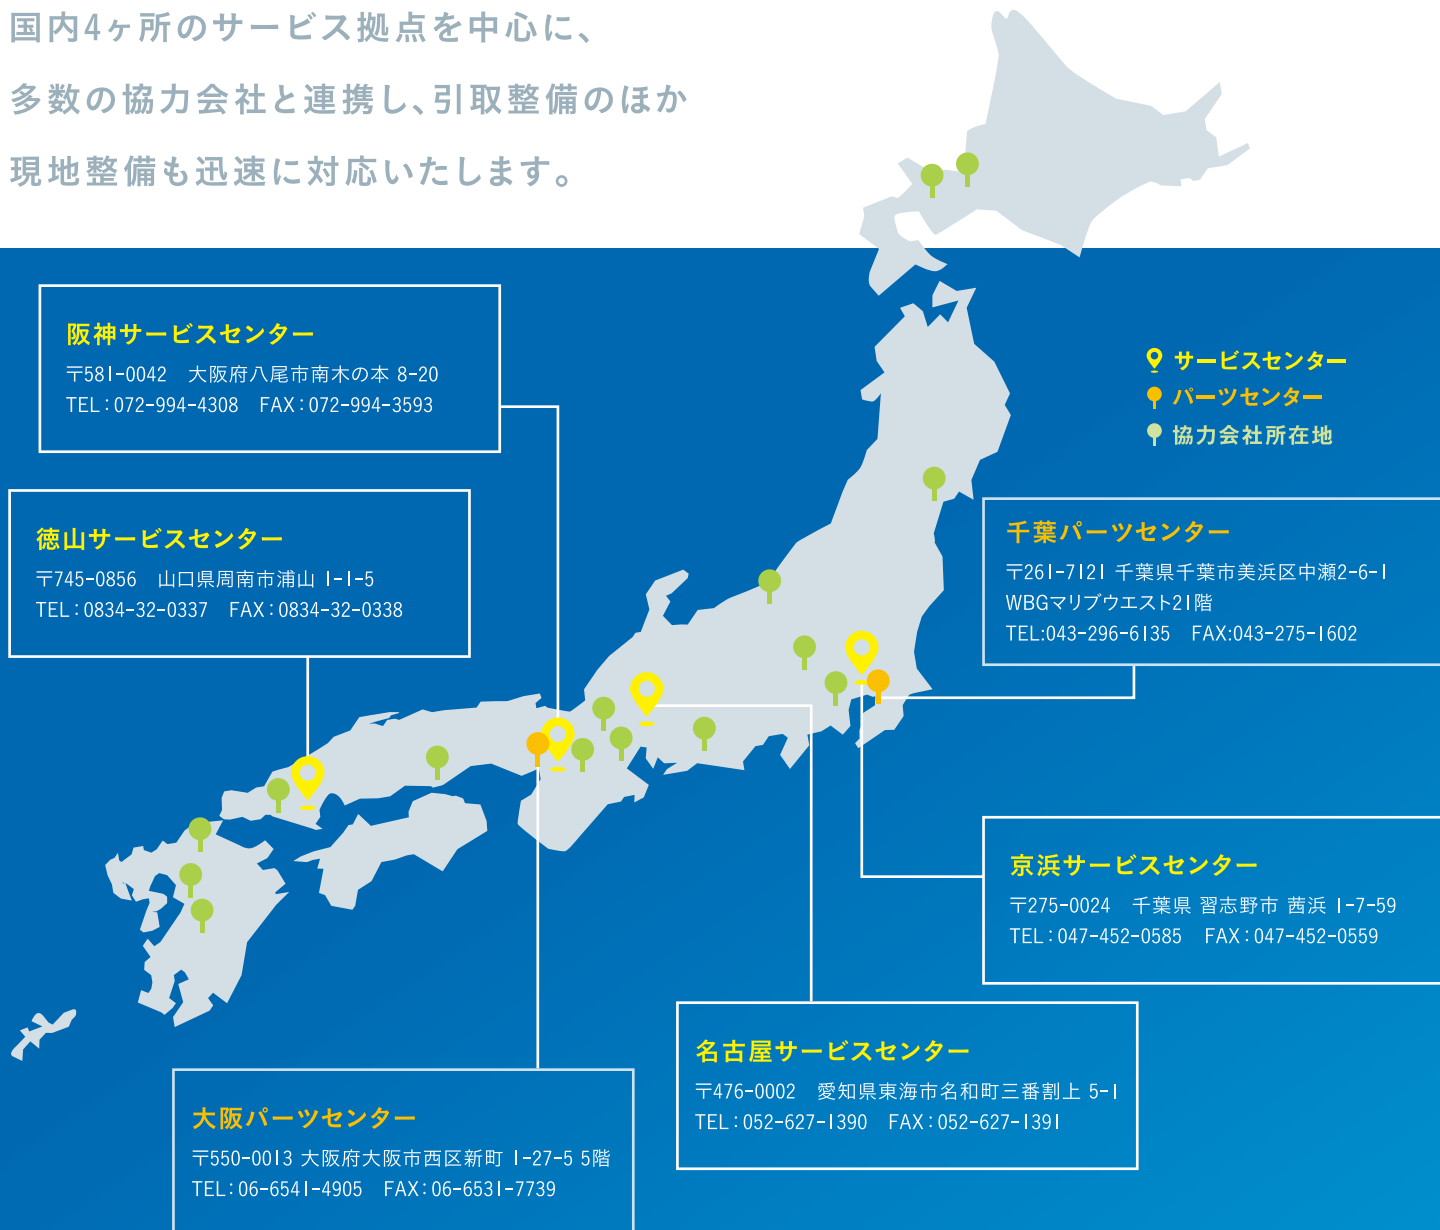 国内4ヶ所のサービス拠点を中心に、
多数の協力会社と連携し、引取整備のほか
現地整備も迅速に対応いたします。
阪神サービスセンター
〒581-0042　大阪府八尾市南木の本 8-20
TEL：072-994-4308　FAX：072-994-3593
サービスセンター
パーツセンター
協力会社所在地
徳山サービスセンター
〒745-0856　山口県周南市浦山 1-1-5
TEL：0834-32-0337　FAX：0834-32-0338
千葉パーツセンター
〒261-7121 千葉県千葉市美浜区中瀬2-6-1
WBGマリブウエスト21階
TEL:043-296-6135　FAX:043-275-1602
京浜サービスセンター
〒275-0024　千葉県 習志野市 茜浜 1-7-59
TEL：047-452-0585　FAX：047-452-0559
名古屋サービスセンター
〒476-0002　愛知県東海市名和町三番割上 5-1
TEL：052-627-1390　FAX：052-627-1391
大阪パーツセンター
〒550-0013 大阪府大阪市西区新町 1-27-5 5階
TEL：06-6541-4905　FAX：06-6531-7739